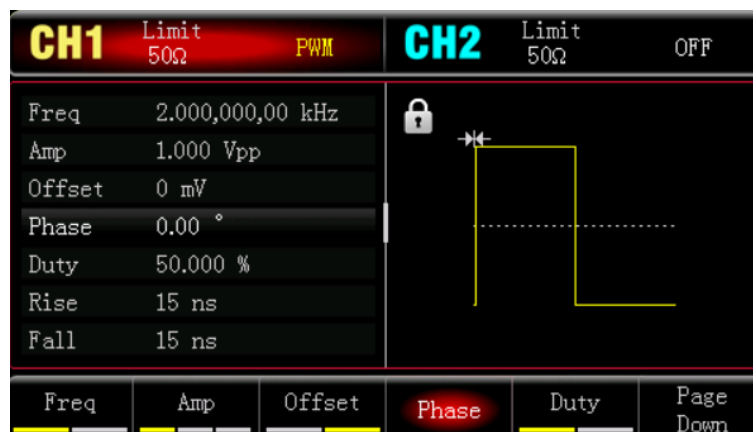 CH1 Limit 50Ω PWM CH2 Limit 50Ω OFF
Freq 2.000,000,00 kHz
Amp 1.000 Vpp
Offset 0 mV
Phase 0.00 °
Duty 50.000 %
Rise 15 ns
Fall 15 ns
Freq Amp Offset Phase Duty Page Down